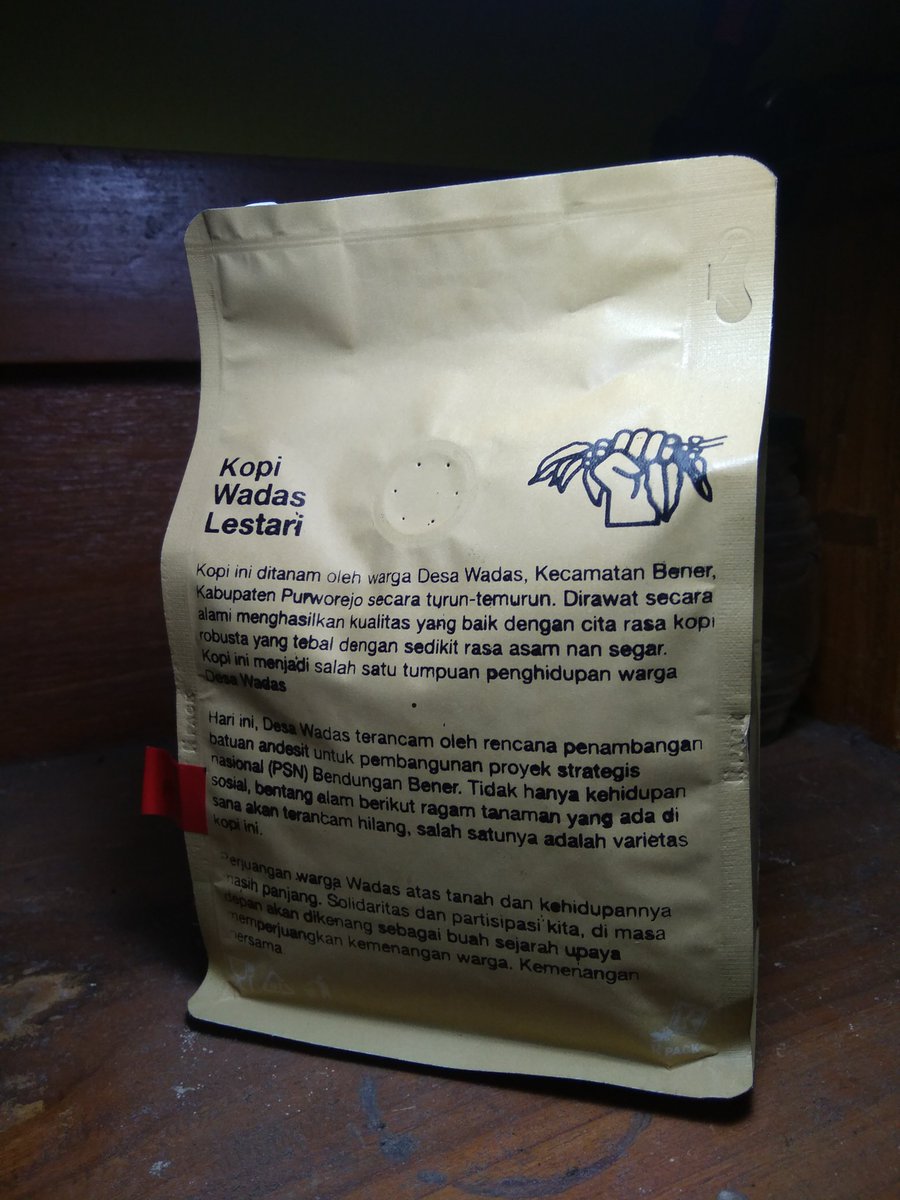 Kopi
Wadas
Lestari
Kopi ini ditanam oleh warga Desa Wadas, Kecamatan Bener,
Kabupaten Purworejo secara turun-temurun. Dirawat secara
alami menghasilkan kualitas yang baik dengan cita rasa kopi
robusta yang tebal dengan sedikit rasa asam nan segar.
Kopi ini menjadi salah satu tumpuan penghidupan warga
Desa Wadas
Hari ini, Desa Wadas terancam oleh rencana penambangan
batuan andesit untuk pembangunan proyek strategis
nasional (PSN) Bendungan Bener. Tidak hanya kehidupan
sosial, bentang alam berikut ragam tanaman yang ada di
sana akan terancam hilang, salah satunya adalah varietas
kopi ini.
Perjuangan warga Wadas atas tanah dan kehidupannya
masih panjang. Solidaritas dan partisipasi kita, di masa
depan akan dikenang sebagai buah sejarah upaya
memperjuangkan kemenangan warga. Kemenangan
bersama.
PACK